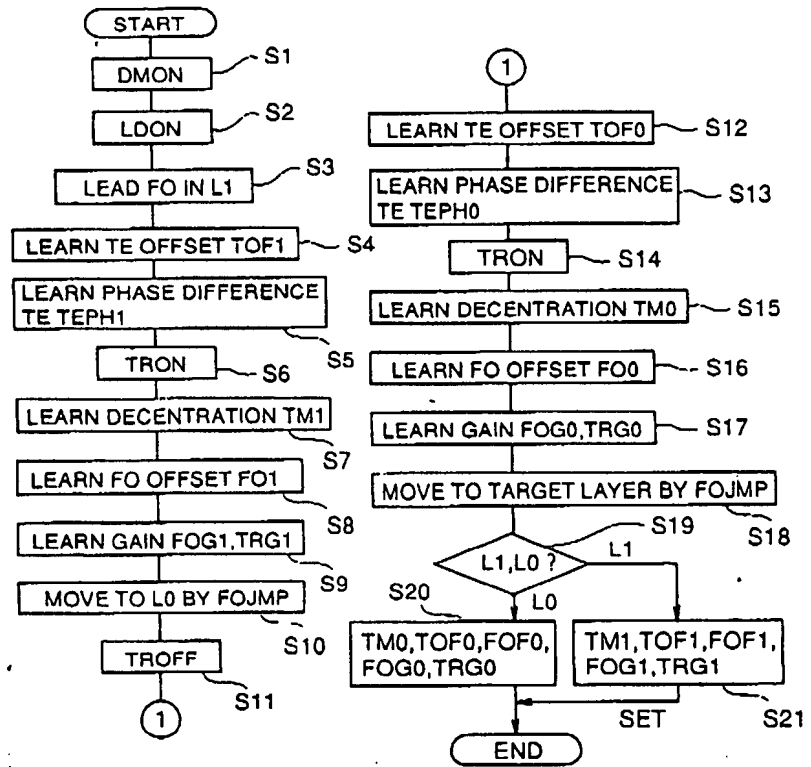 START
DMON
S1
LDON
S2
LEAD FO IN L1
S3
LEARN TE OFFSET TOF1
S4
LEARN PHASE DIFFERENCE
TE TEPH1
S5
TRON
S6
LEARN DECENTRATION TM1
S7
LEARN FO OFFSET FO1
S8
LEARN GAIN FOG1,TRG1
S9
MOVE TO L0 BY FOJMP
S10
TROFF
S11
1
1
LEARN TE OFFSET TOF0
S12
LEARN PHASE DIFFERENCE
TE TEPH0
S13
TRON
S14
LEARN DECENTRATION TM0
S15
LEARN FO OFFSET FO0
S16
LEARN GAIN FOG0,TRG0
S17
MOVE TO TARGET LAYER BY FOJMP
S18
L1,L0 ?
S19
L1
L0
S20
TM0,TOF0,FOF0,
FOG0,TRG0
TM1,TOF1,FOF1,
FOG1,TRG1
S21
SET
END